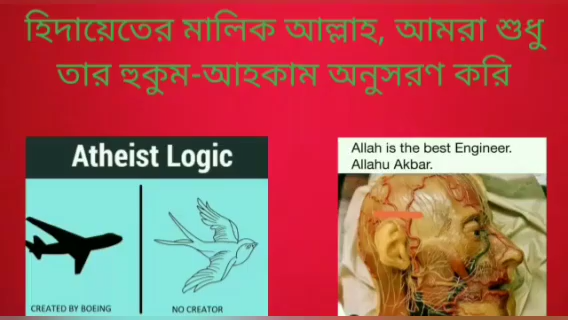 হিদায়েতের মালিক আল্লাহ, আমরা শুধু
তার হুকুম-আহকাম অনুসরণ করি
Atheist Logic
CREATED BY BOEING
NO CREATOR
Allah is the best Engineer.
Allahu Akbar.